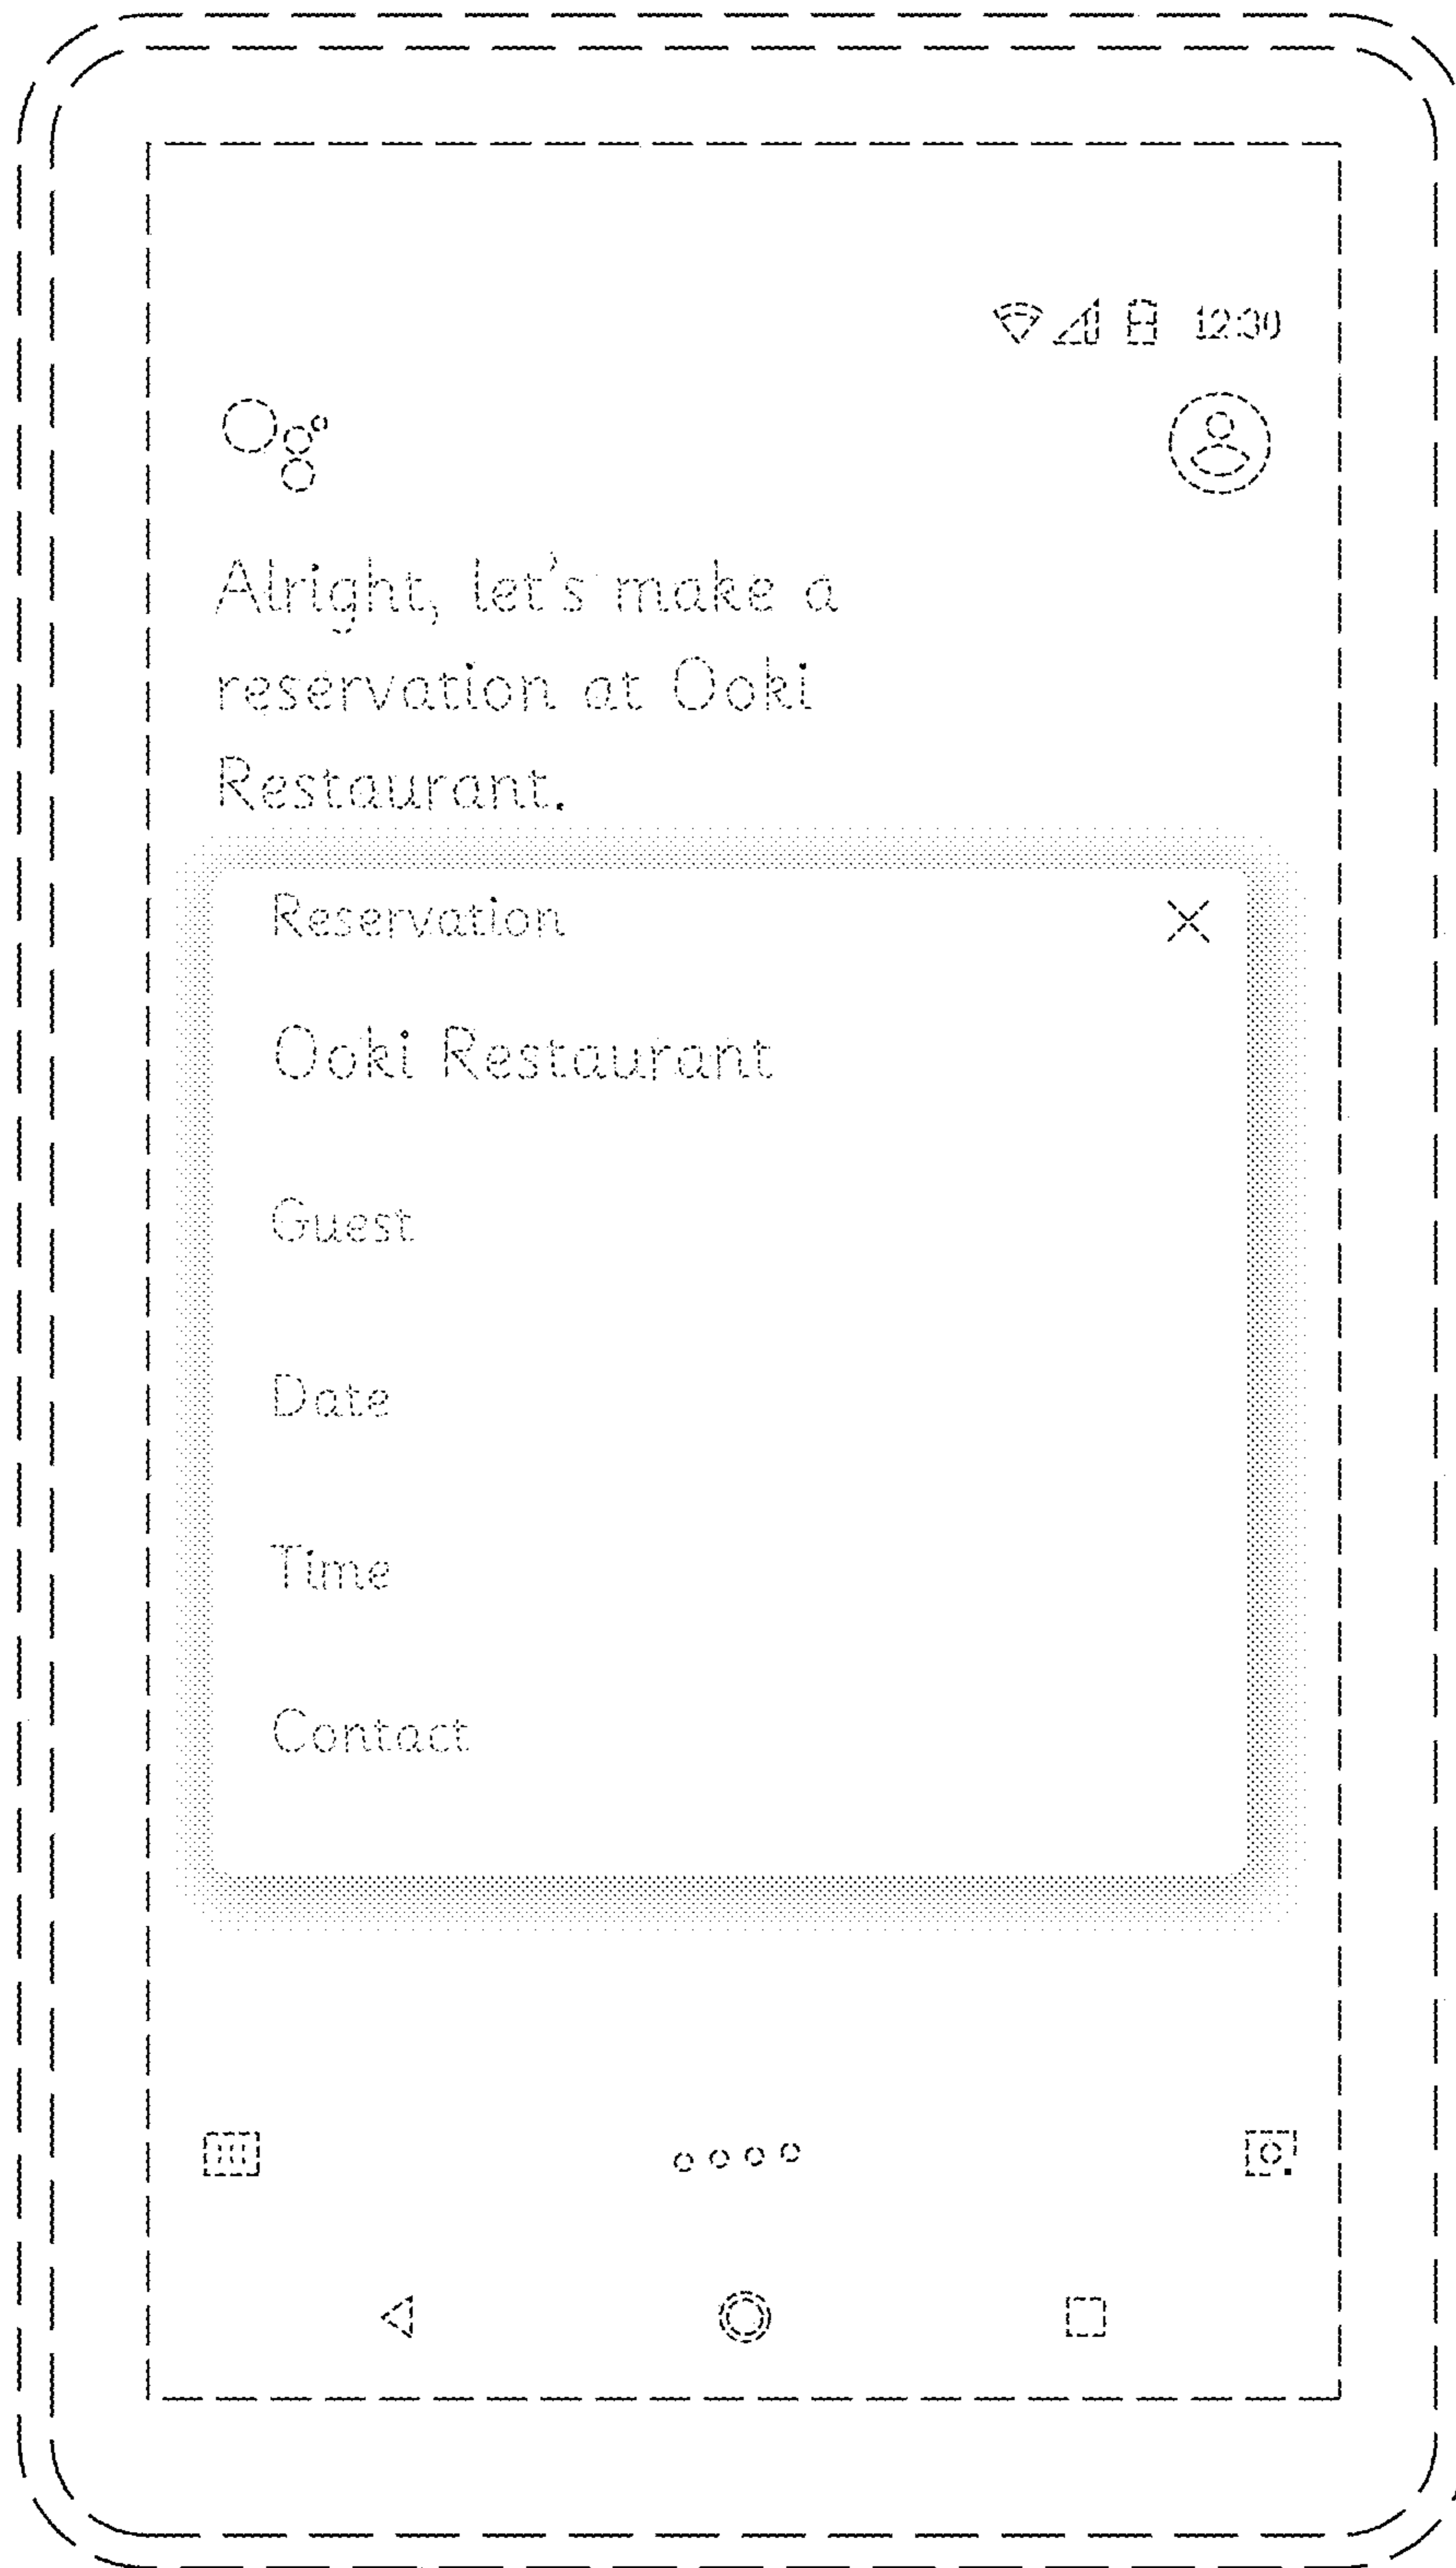 12:30
Alright, let's make a
reservation at Ooki
Restaurant.
Reservation
Ooki Restaurant
Guest
Date
Time
Contact